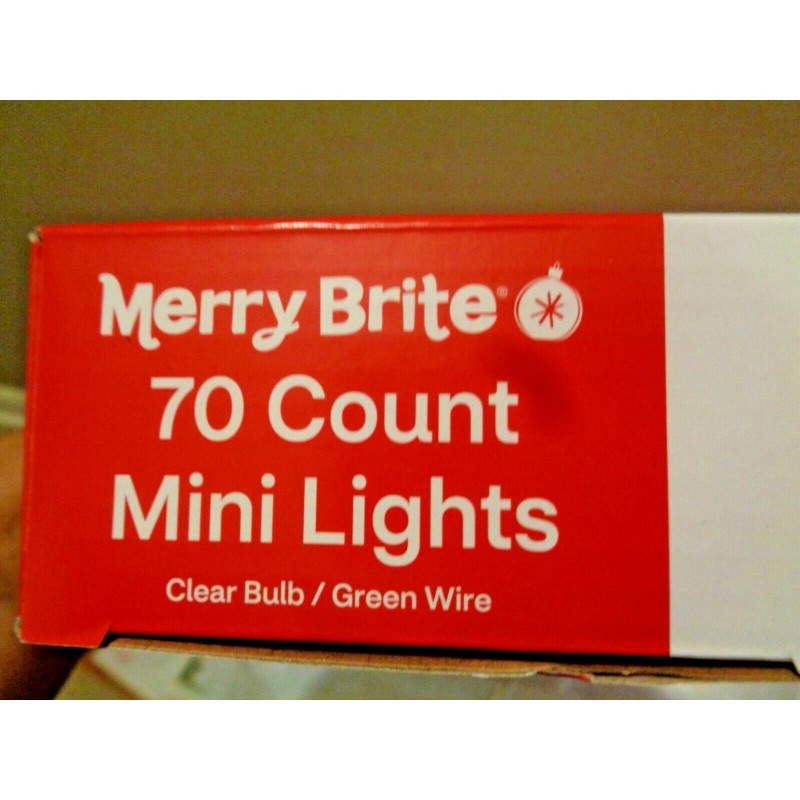 Merry Brite®
70 Count
Mini Lights
Clear Bulb / Green Wire